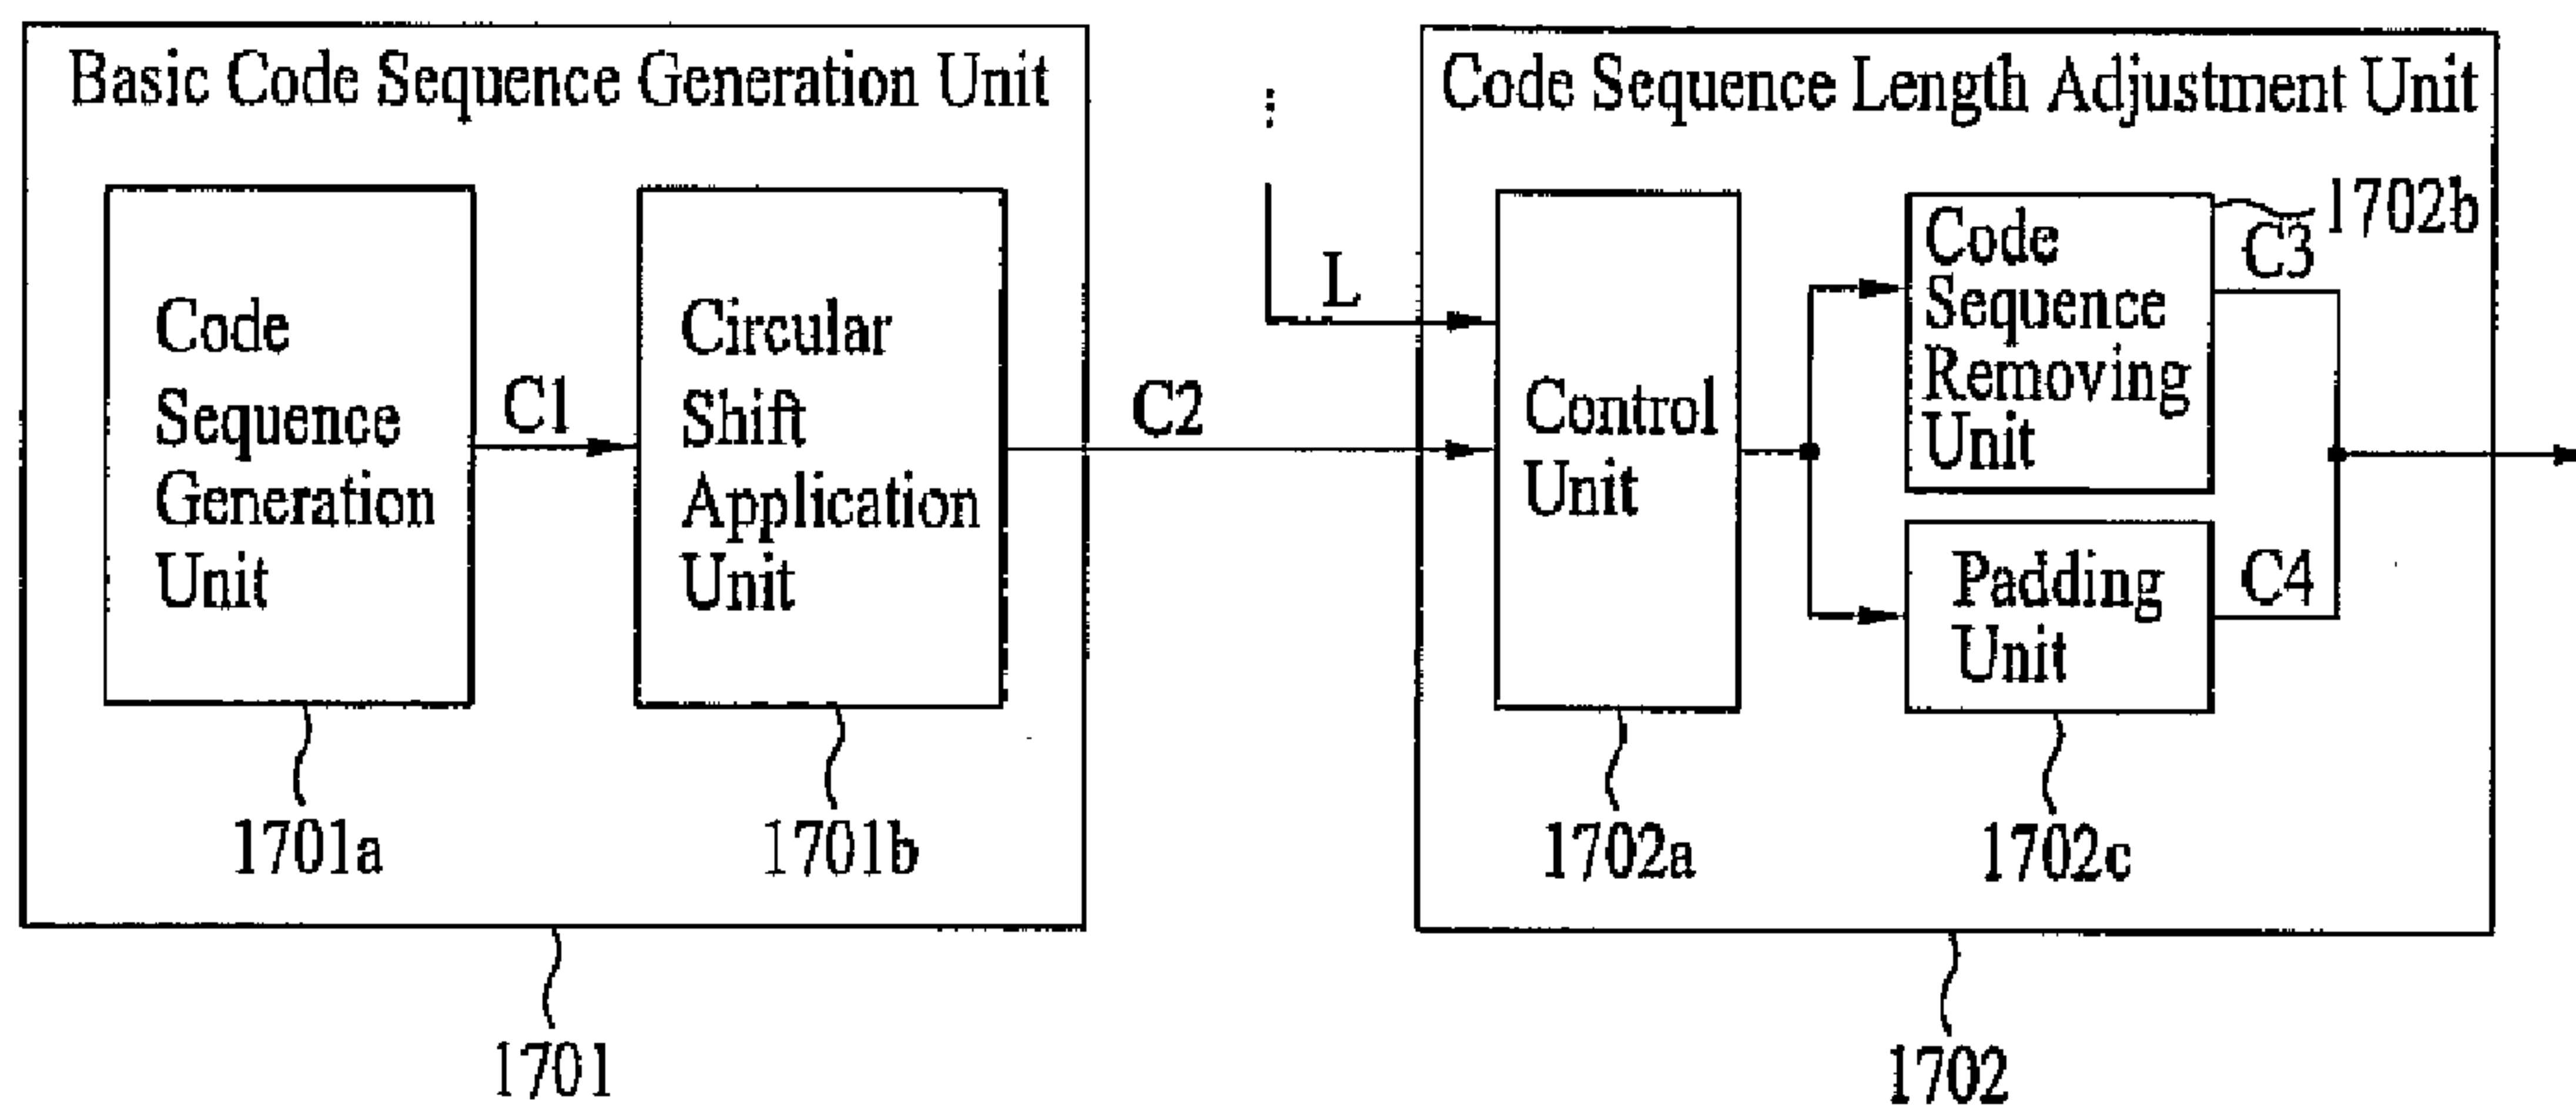 Basic Code Sequence Generation Unit
Code
Sequence
Generation
Unit
C1
Circular
Shift
Application
Unit
1701a
1701b
1701
C2
L
Code Sequence Length Adjustment Unit
Control
Unit
Code
Sequence
Removing
Unit
1702b
C3
Padding
Unit
C4
1702a
1702c
1702